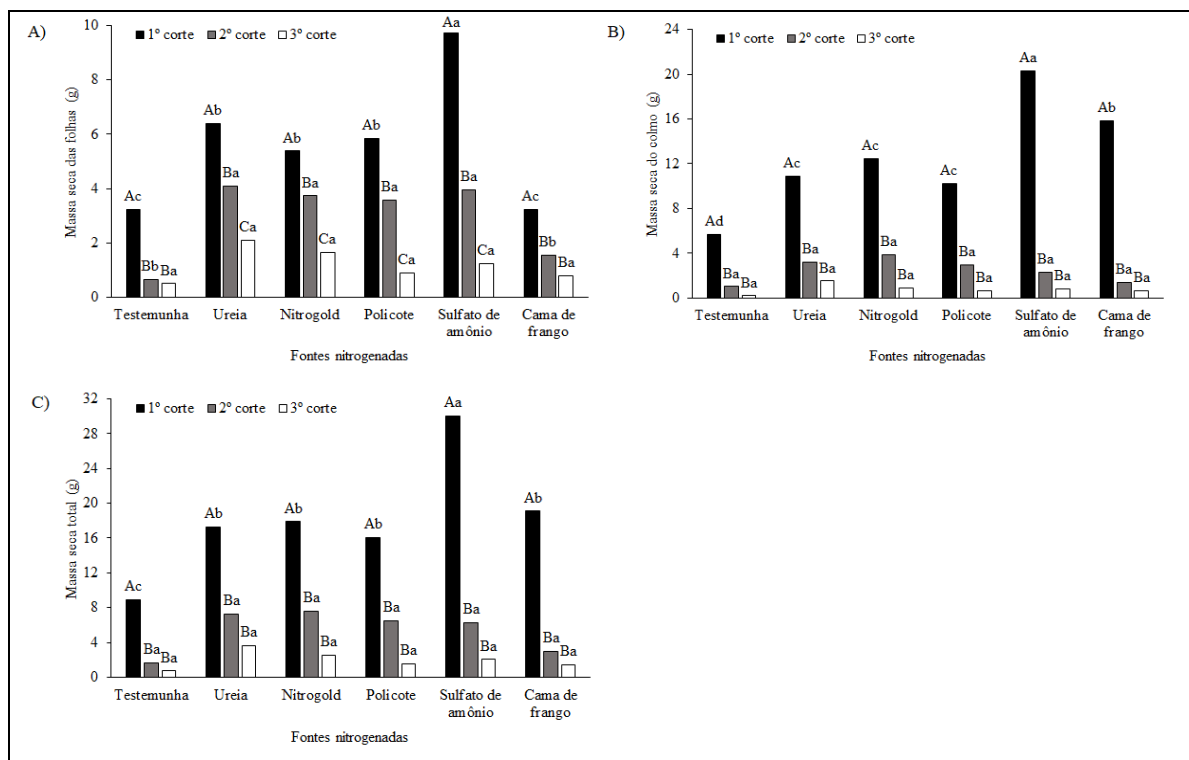 A)
1º corte 2º corte 3º corte
Massa seca das folhas (g)
10
8
6
4
2
0
Ac Bb Ba
Ab Ba Ca
Ab Ba Ca
Ab Ba Ca
Aa Ba Ca
Ac Bb Ba
Testemunha Ureia Nitrogold Policote Sulfato de amônio Cama de frango
Fontes nitrogenadas
B)
1º corte 2º corte 3º corte
Massa seca do colmo (g)
24
20
16
12
8
4
0
Ad Ba Ba
Ac Ba Ba
Ac Ba Ba
Ac Ba Ba
Aa Ba Ba
Ab Ba Ba
Testemunha Ureia Nitrogold Policote Sulfato de amônio Cama de frango
Fontes nitrogenadas
C)
1º corte 2º corte 3º corte
Massa seca total (g)
32
28
24
20
16
12
8
4
0
Ac Ba Ba
Ab Ba Ba
Ab Ba Ba
Ab Ba Ba
Aa Ba Ba
Ab Ba Ba
Testemunha Ureia Nitrogold Policote Sulfato de amônio Cama de frango
Fontes nitrogenadas